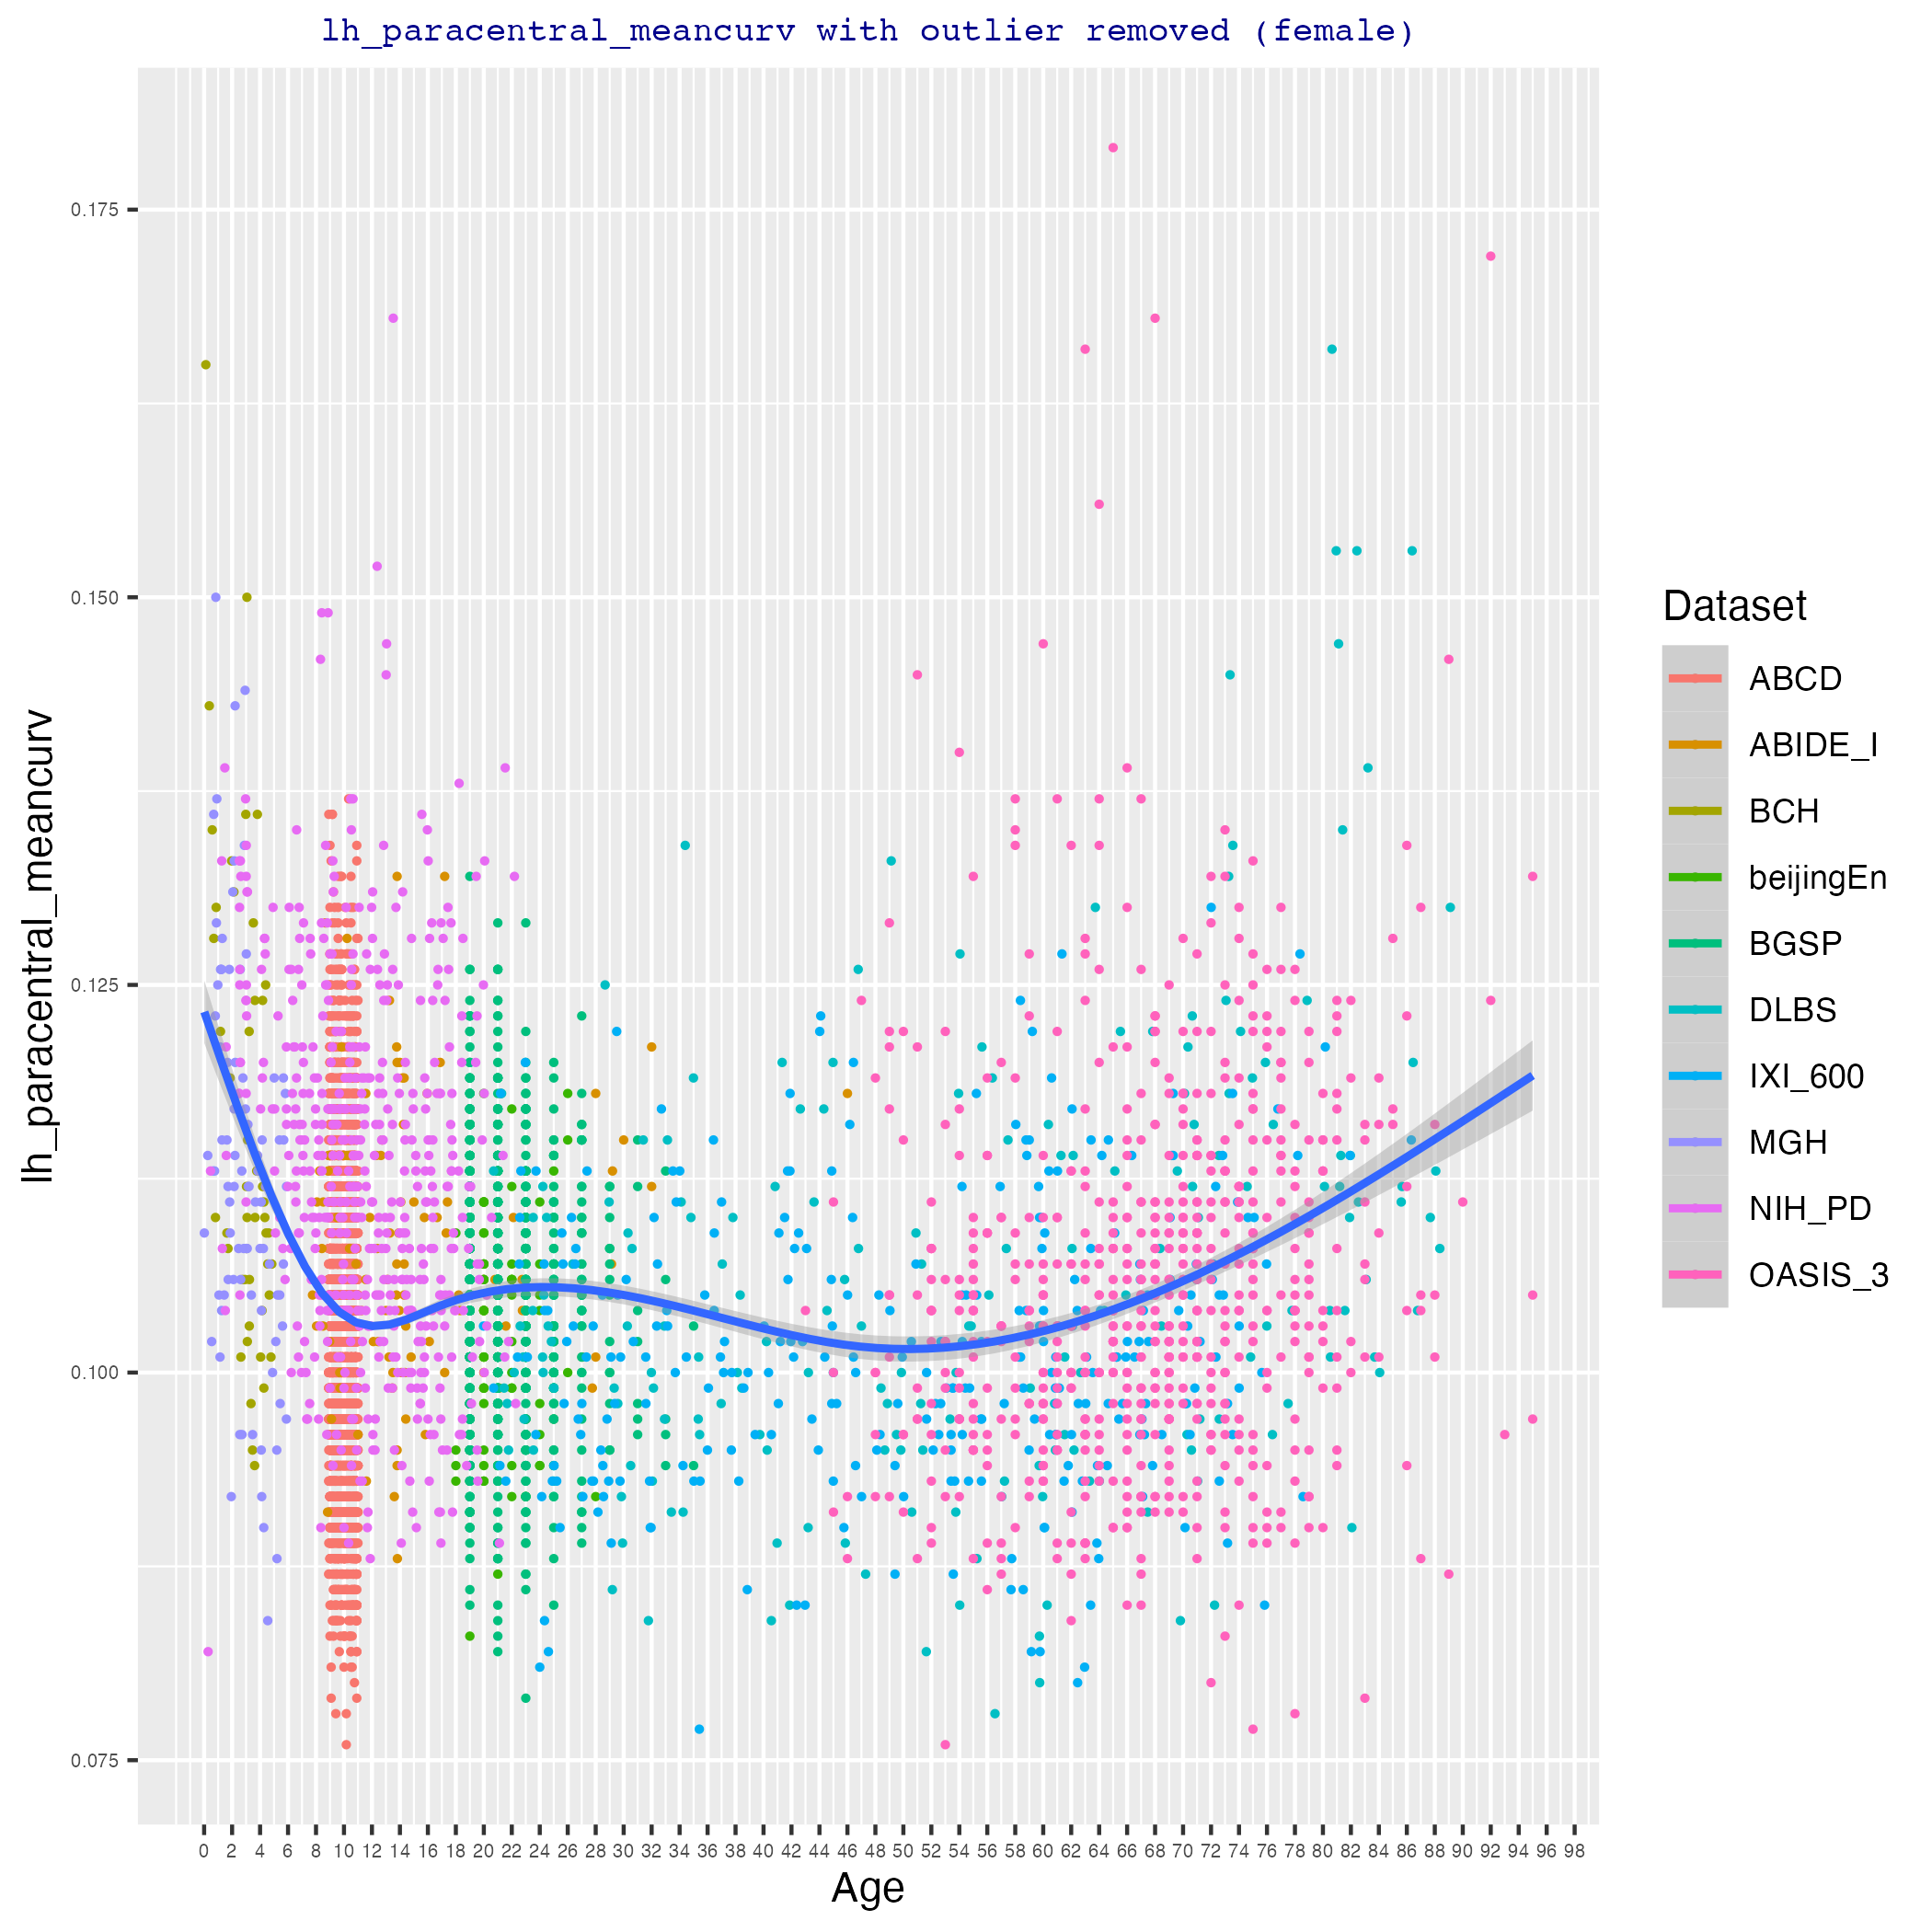 lh_paracentral_meancurv with outlier removed (female)
lh_paracentral_meancurv
0.175
0.150
0.125
0.100
0.075
0 2 4 6 8 10 12 14 16 18 20 22 24 26 28 30 32 34 36 38 40 42 44 46 48 50 52 54 56 58 60 62 64 66 68 70 72 74 76 78 80 82 84 86 88 90 92 94 96 98
Age
Dataset
ABCD
ABIDE_I
BCH
beijingEn
BGSP
DLBS
IXI_600
MGH
NIH_PD
OASIS_3